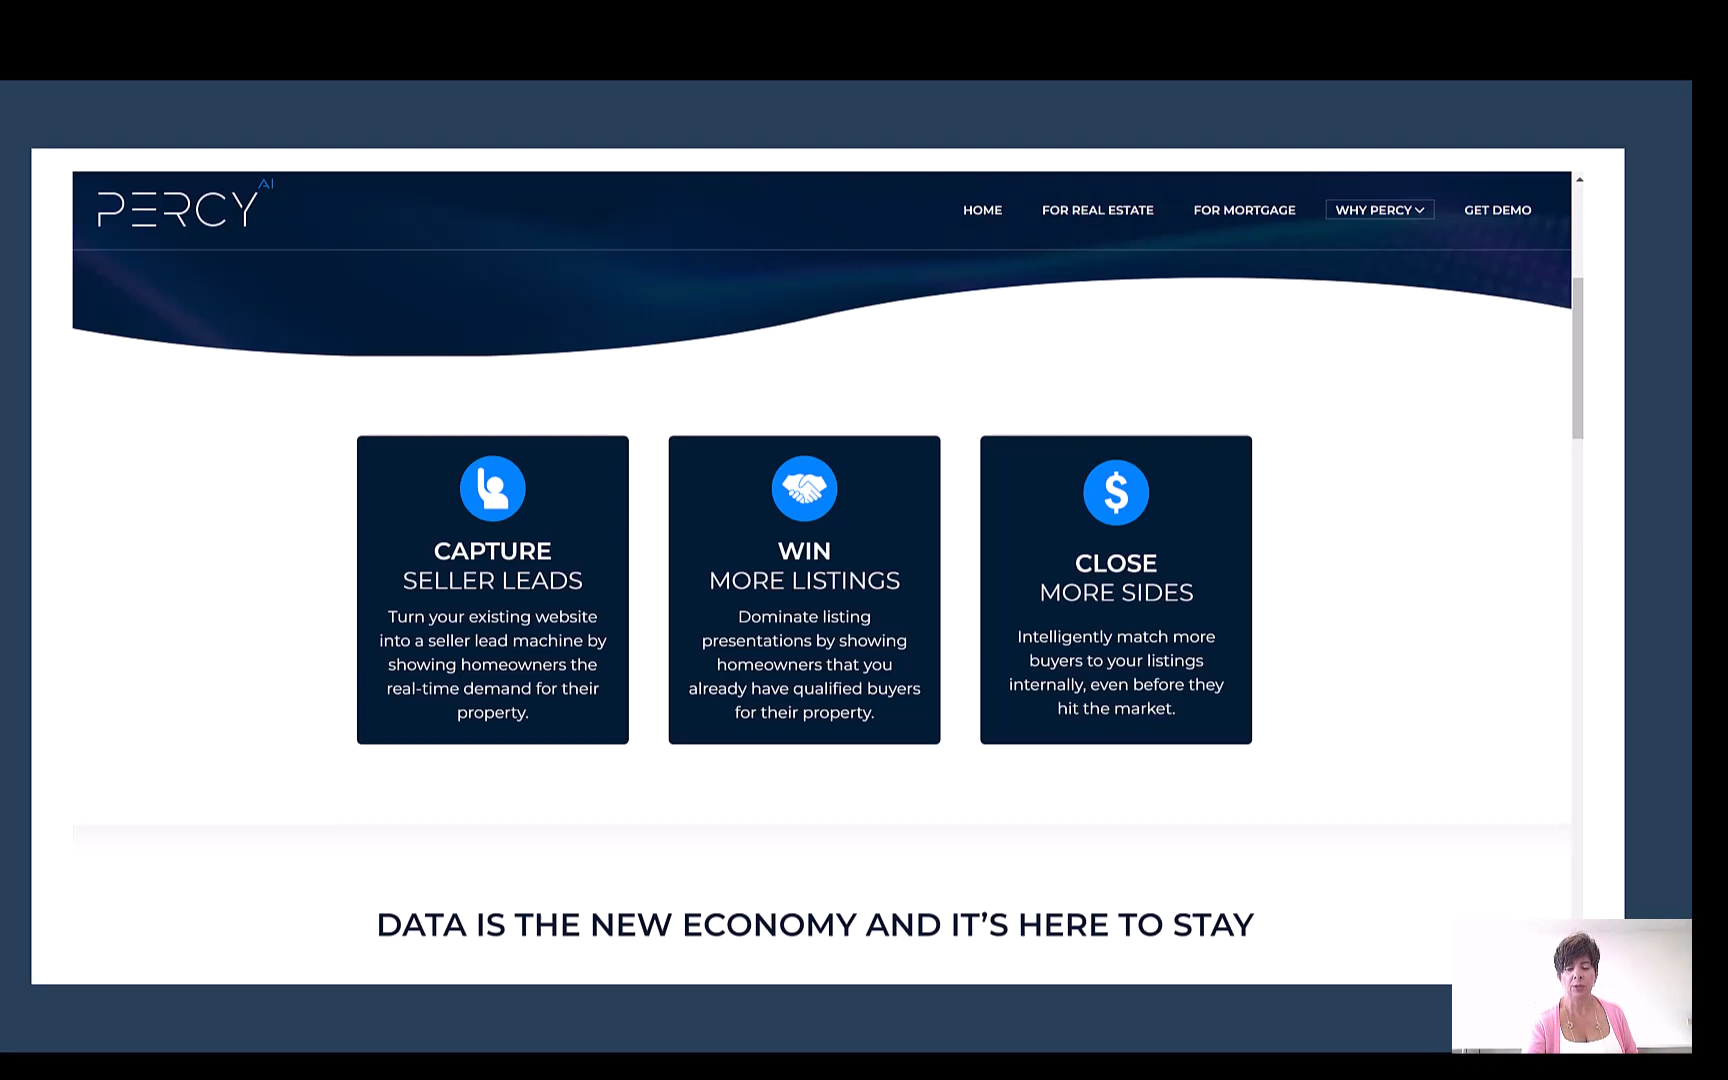 PERCY AI
HOME FOR REAL ESTATE FOR MORTGAGE WHY PERCY GET DEMO
CAPTURE
SELLER LEADS
Turn your existing website
into a seller lead machine by
showing homeowners the
real-time demand for their
property.
WIN
MORE LISTINGS
Dominate listing
presentations by showing
homeowners that you
already have qualified buyers
for their property.
$
CLOSE
MORE SIDES
Intelligently match more
buyers to your listings
internally, even before they
hit the market.
DATA IS THE NEW ECONOMY AND IT’S HERE TO STAY